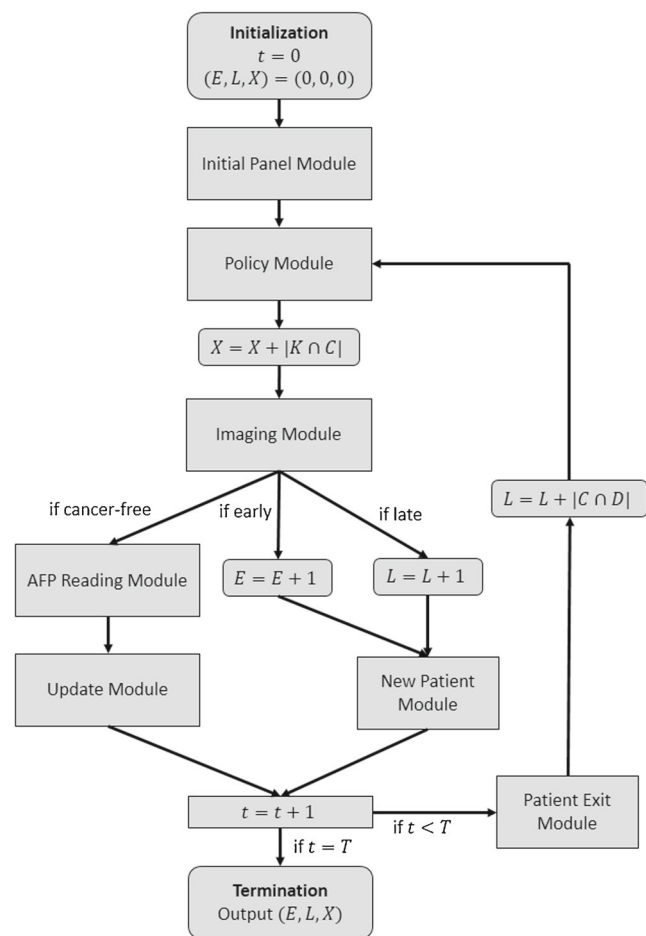 Initialization
t = 0
(E, L, X) = (0, 0, 0)
Initial Panel Module
Policy Module
X = X + |K ∩ C|
Imaging Module
if cancer-free
if early
if late
L = L + |C ∩ D|
AFP Reading Module
E = E + 1
L = L + 1
Update Module
New Patient
Module
t = t + 1
if t < T
Patient Exit
Module
if t = T
Termination
Output (E, L, X)